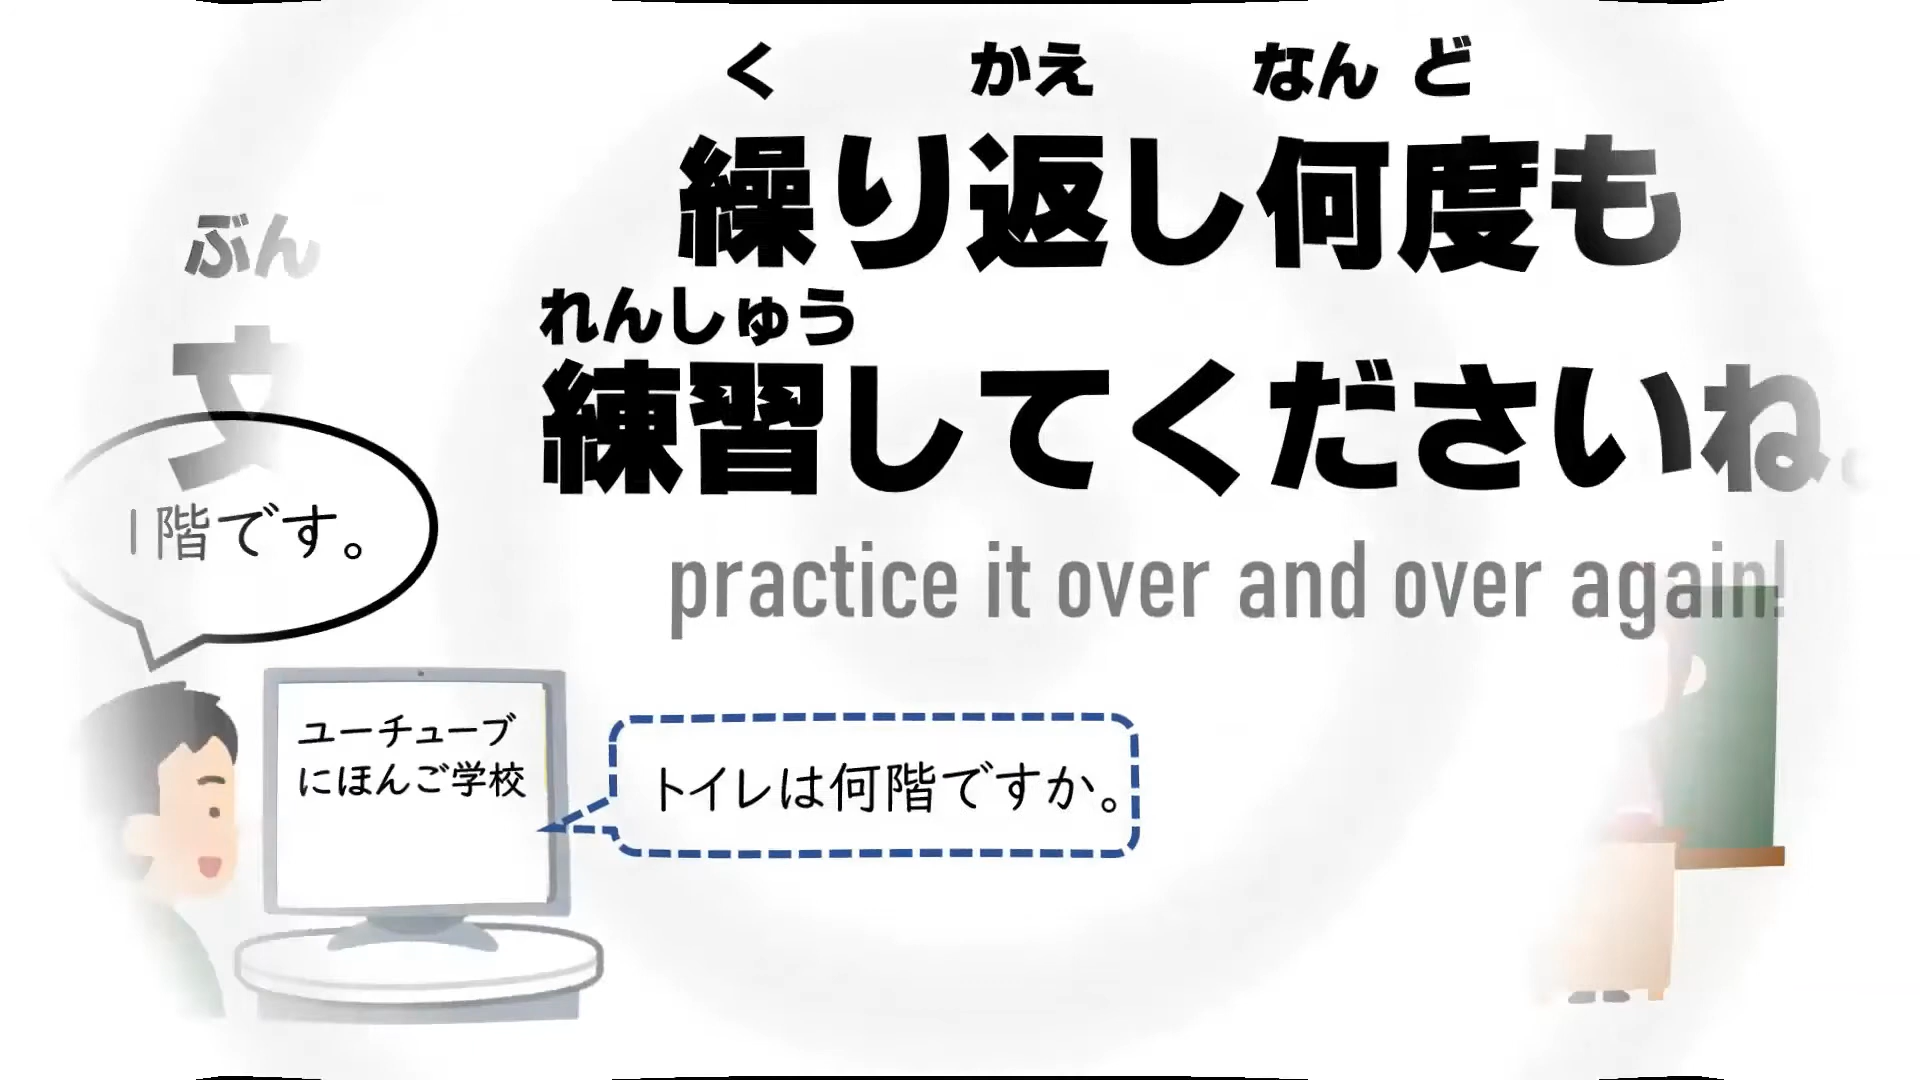 く かえ なん ど
繰り返し何度も
れんしゅう
練習してくださいね。
practice it over and over again!
ぶん
文
1階です。
ユーチューブ
にほんご学校
トイレは何階ですか。